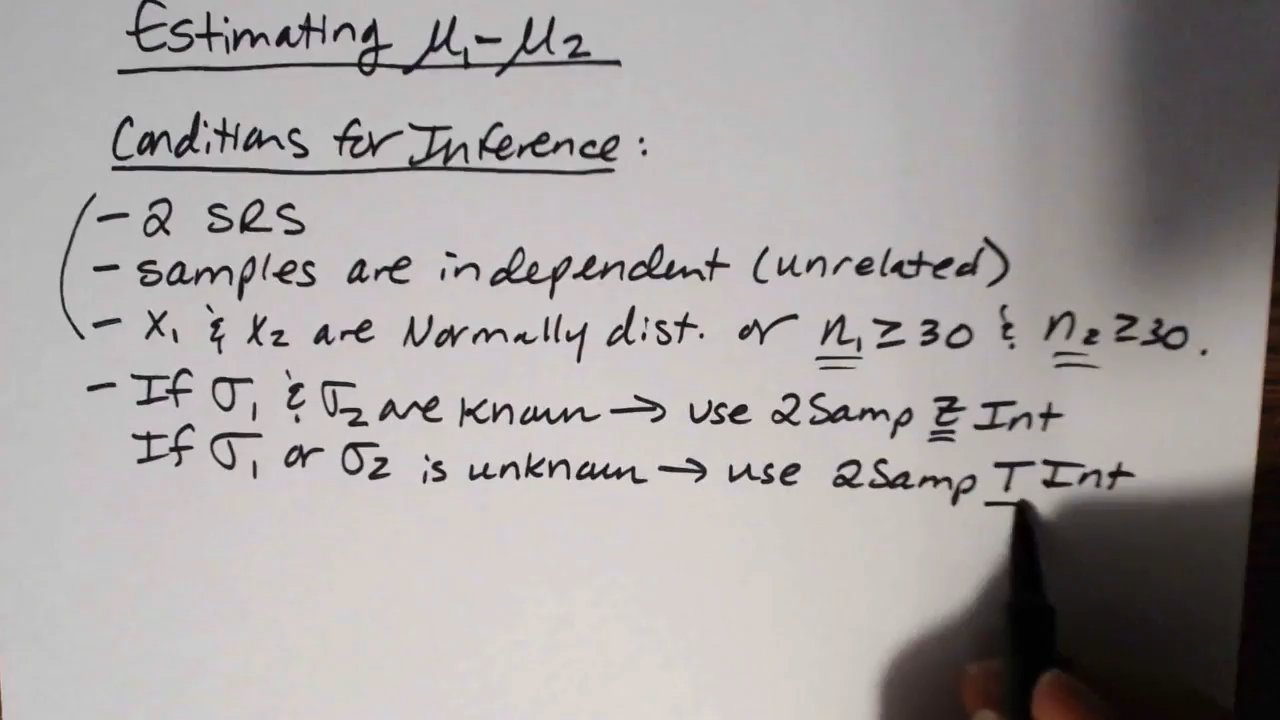 Estimating μ₁-μ₂
Conditions for Inference:
- 2 SRS
- samples are independent (unrelated)
- x₁ & x₂ are Normally dist. or n₁ ≥ 30 & n₂ ≥ 30.
- If σ₁ & σ₂ are known → use 2Samp Z Int
If σ₁ or σ₂ is unknown → use 2Samp T Int